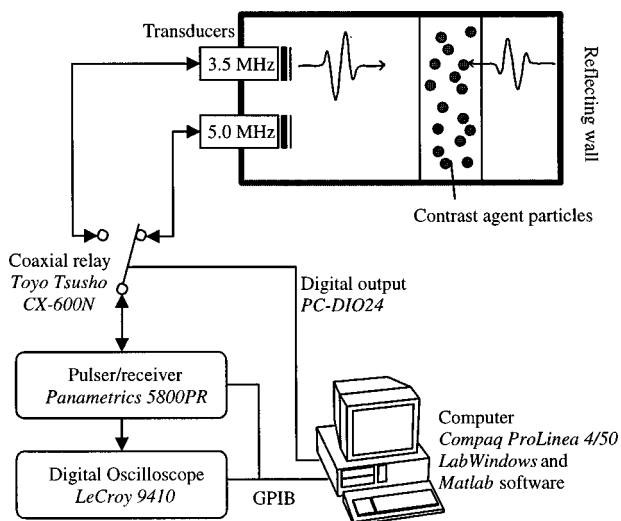 Transducers
3.5 MHz
5.0 MHz
Reflecting wall
Contrast agent particles
Coaxial relay
Toyo Tsusho
CX-600N
Digital output
PC-DIO24
Pulser/receiver
Panametrics 5800PR
Digital Oscilloscope
LeCroy 9410
GPIB
Computer
Compaq ProLinea 4/50
LabWindows and
Matlab software